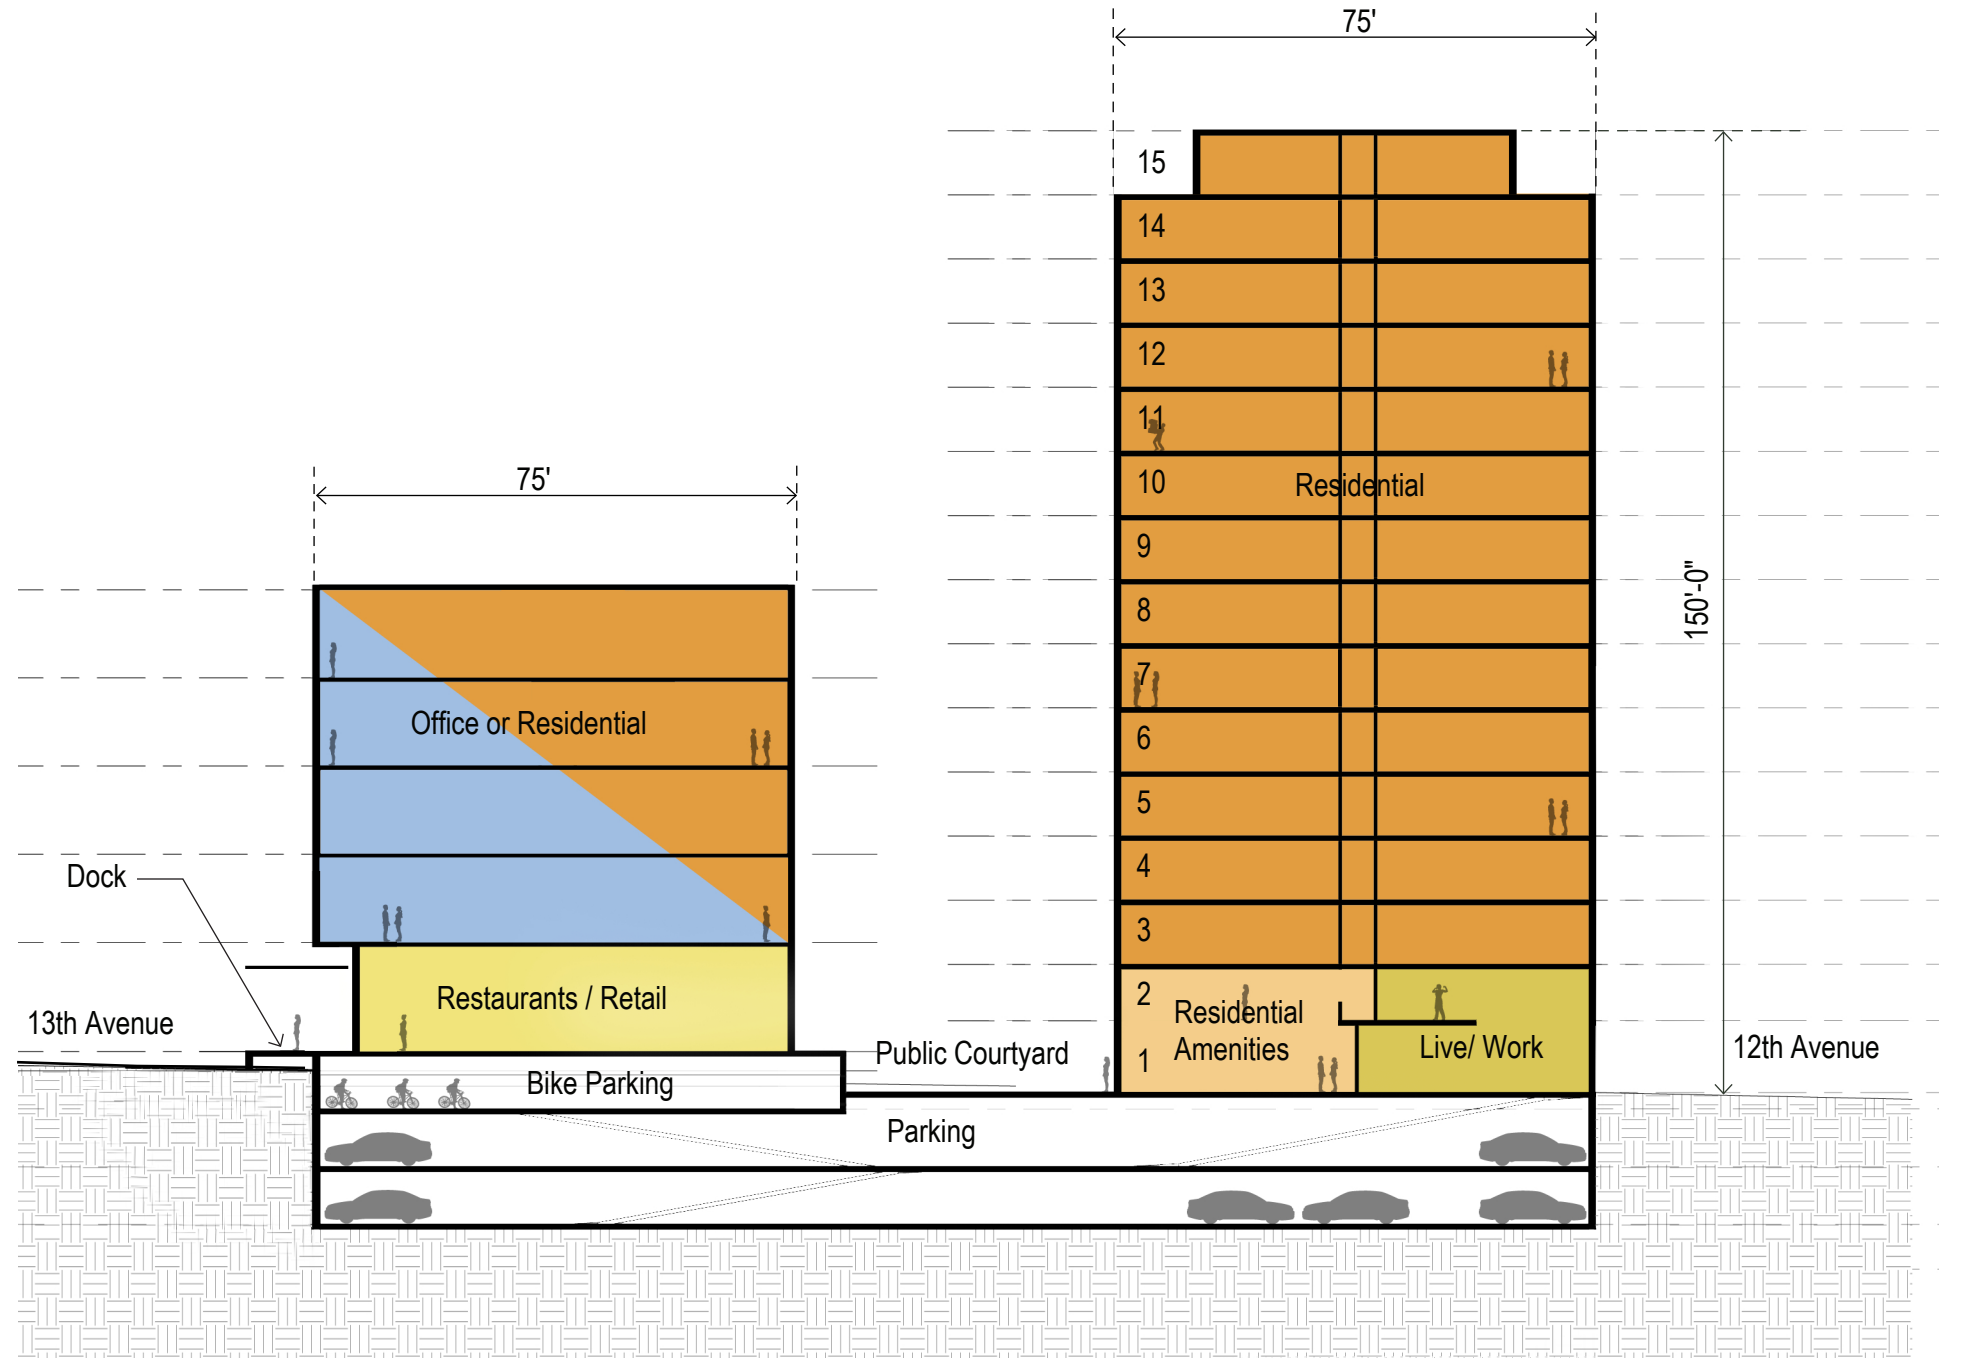 75'
15
14
13
12
11
10
Residential
75'
9
8
150'-0"
7
Office or Residential
6
5
Dock
4
3
Restaurants / Retail
2
Residential
Amenities
13th Avenue
Public Courtyard
1
Live/ Work
12th Avenue
Bike Parking
Parking